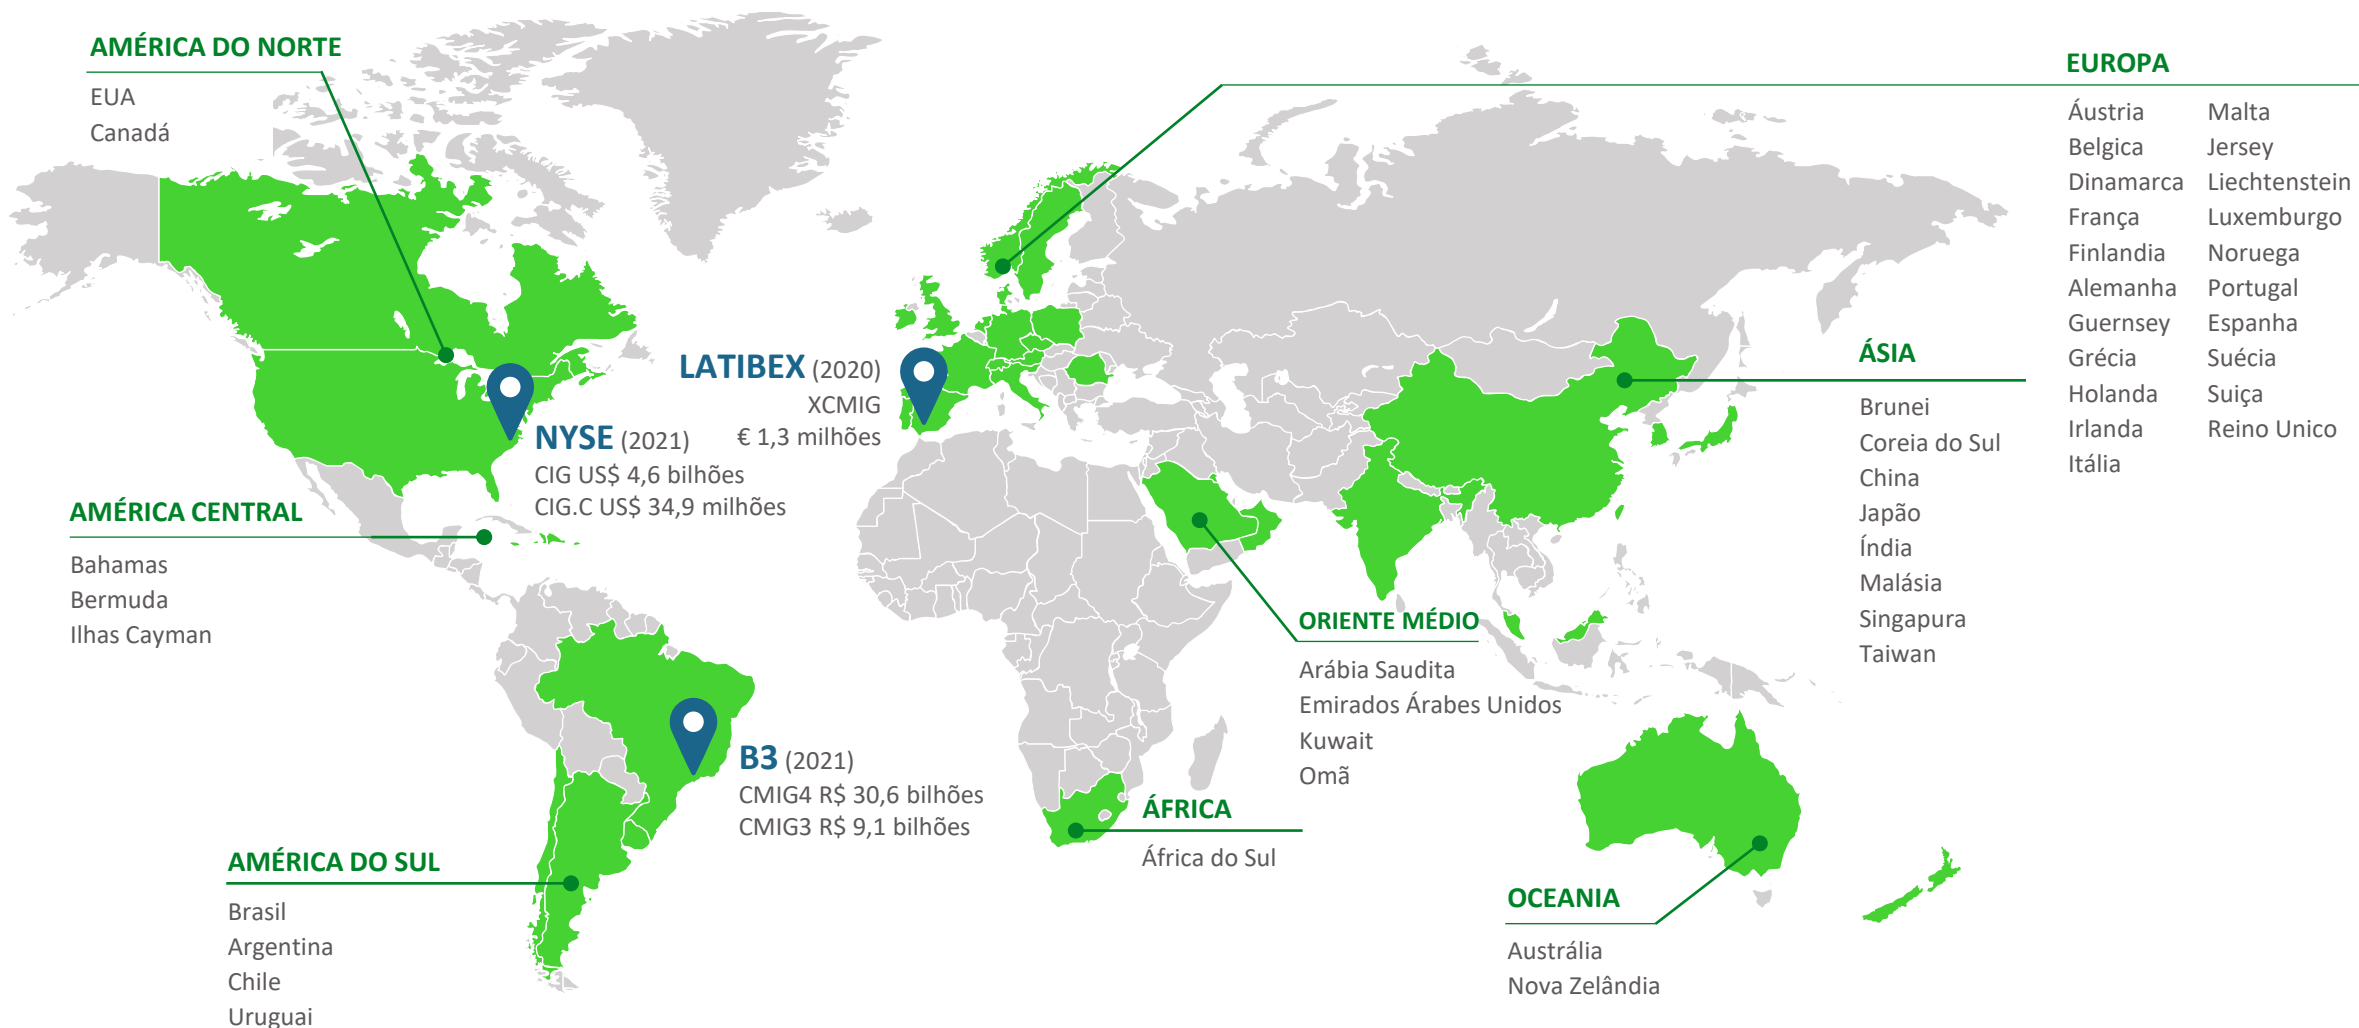 AMÉRICA DO NORTE
EUA
Canadá
EUROPA
Áustria
Belgica
Dinamarca
França
Finlandia
Alemanha
Guernsey
Grécia
Holanda
Irlanda
Itália
Malta
Jersey
Liechtenstein
Luxemburgo
Noruega
Portugal
Espanha
Suécia
Suiça
Reino Unico
LATIBEX (2020)
XCMIG
€ 1,3 milhões
NYSE (2021)
CIG US$ 4,6 bilhões
CIG.C US$ 34,9 milhões
ÁSIA
Brunei
Coreia do Sul
China
Japão
Índia
Malásia
Singapura
Taiwan
AMÉRICA CENTRAL
Bahamas
Bermuda
Ilhas Cayman
ORIENTE MÉDIO
Arábia Saudita
Emirados Árabes Unidos
Kuwait
Omã
B3 (2021)
CMIG4 R$ 30,6 bilhões
CMIG3 R$ 9,1 bilhões
ÁFRICA
África do Sul
AMÉRICA DO SUL
Brasil
Argentina
Chile
Uruguai
OCEANIA
Austrália
Nova Zelândia